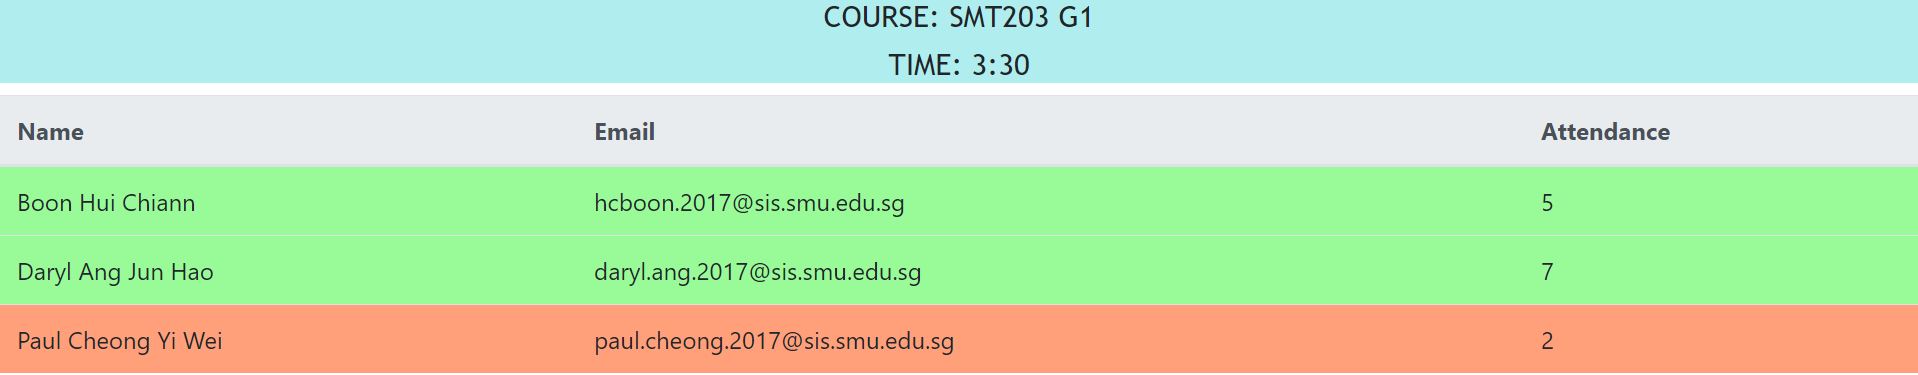 COURSE: SMT203 G1
TIME: 3:30
Name Email Attendance
Boon Hui Chiann hcboon.2017@sis.smu.edu.sg 5
Daryl Ang Jun Hao daryl.ang.2017@sis.smu.edu.sg 7
Paul Cheong Yi Wei paul.cheong.2017@sis.smu.edu.sg 2